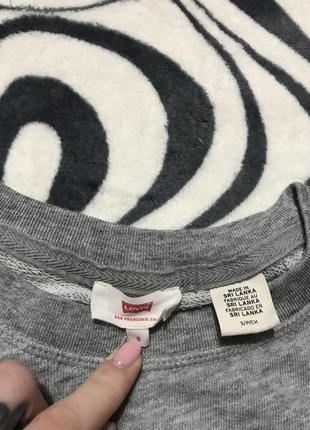 Levi's
SAN FRANCISCO, CAL.
S
MADE IN
SRI LANKA
FABRIQUÉ AU
SRI LANKA
FABRICADO EN
SRI LANKA
S/P/CH